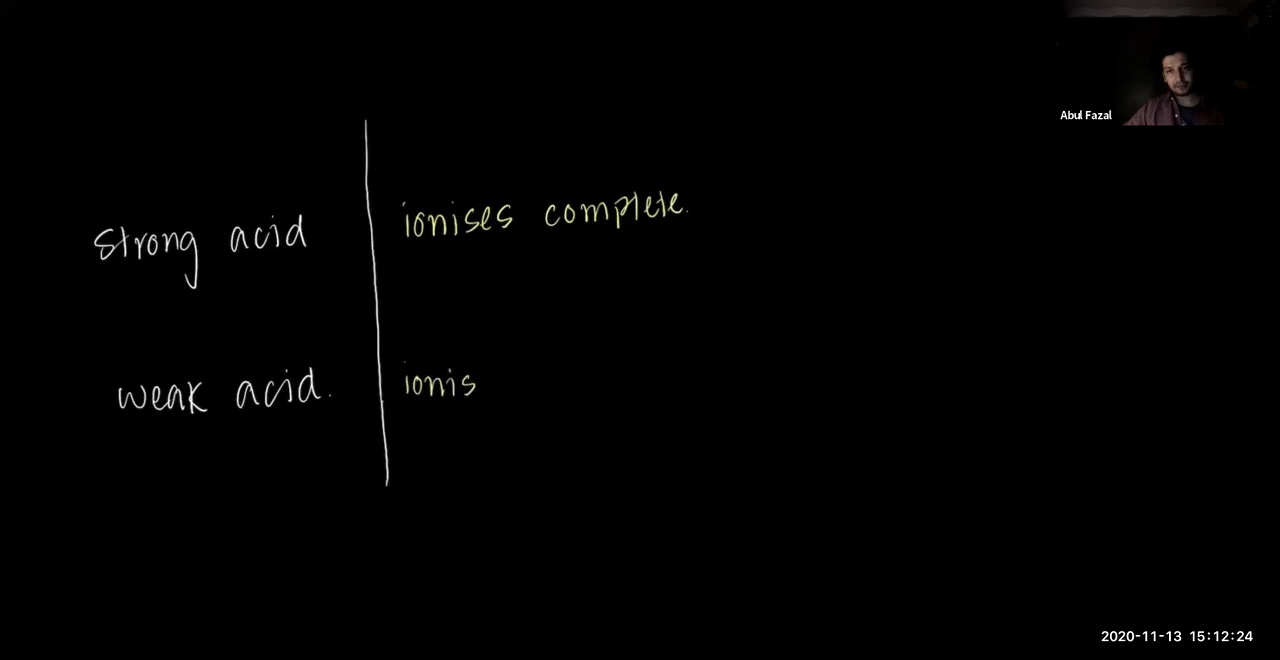 Abul Fazal
strong acid ionises complete.
weak acid. ionis
2020-11-13 15:12:24